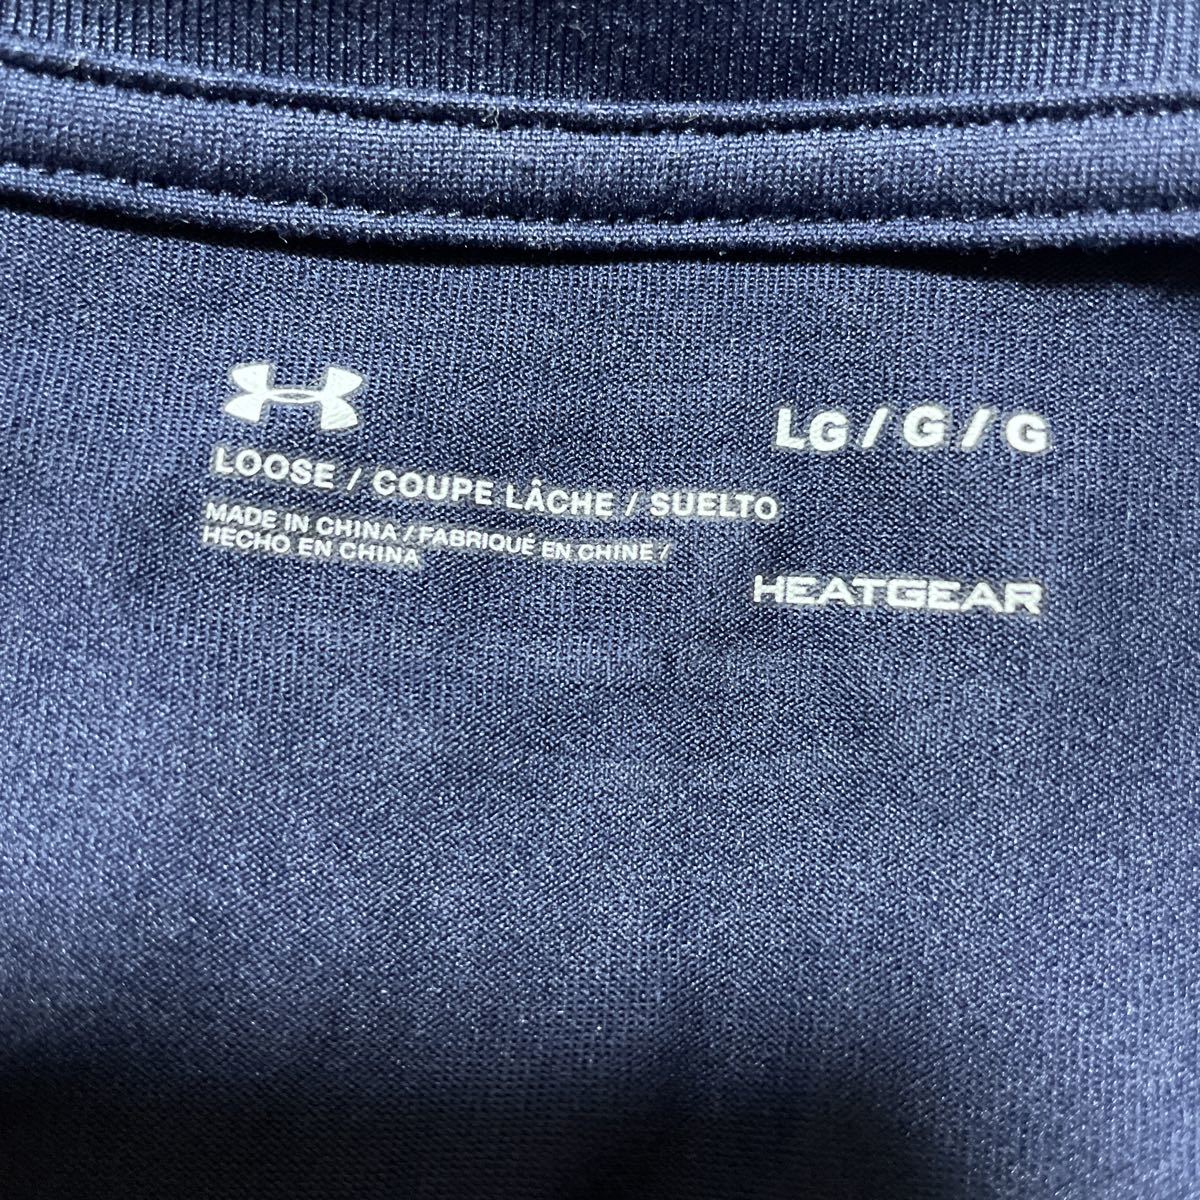 LG / G / G
LOOSE / COUPE LÂCHE / SUELTO
MADE IN CHINA / FABRIQUÉ EN CHINE /
HECHO EN CHINA
HEATGEAR